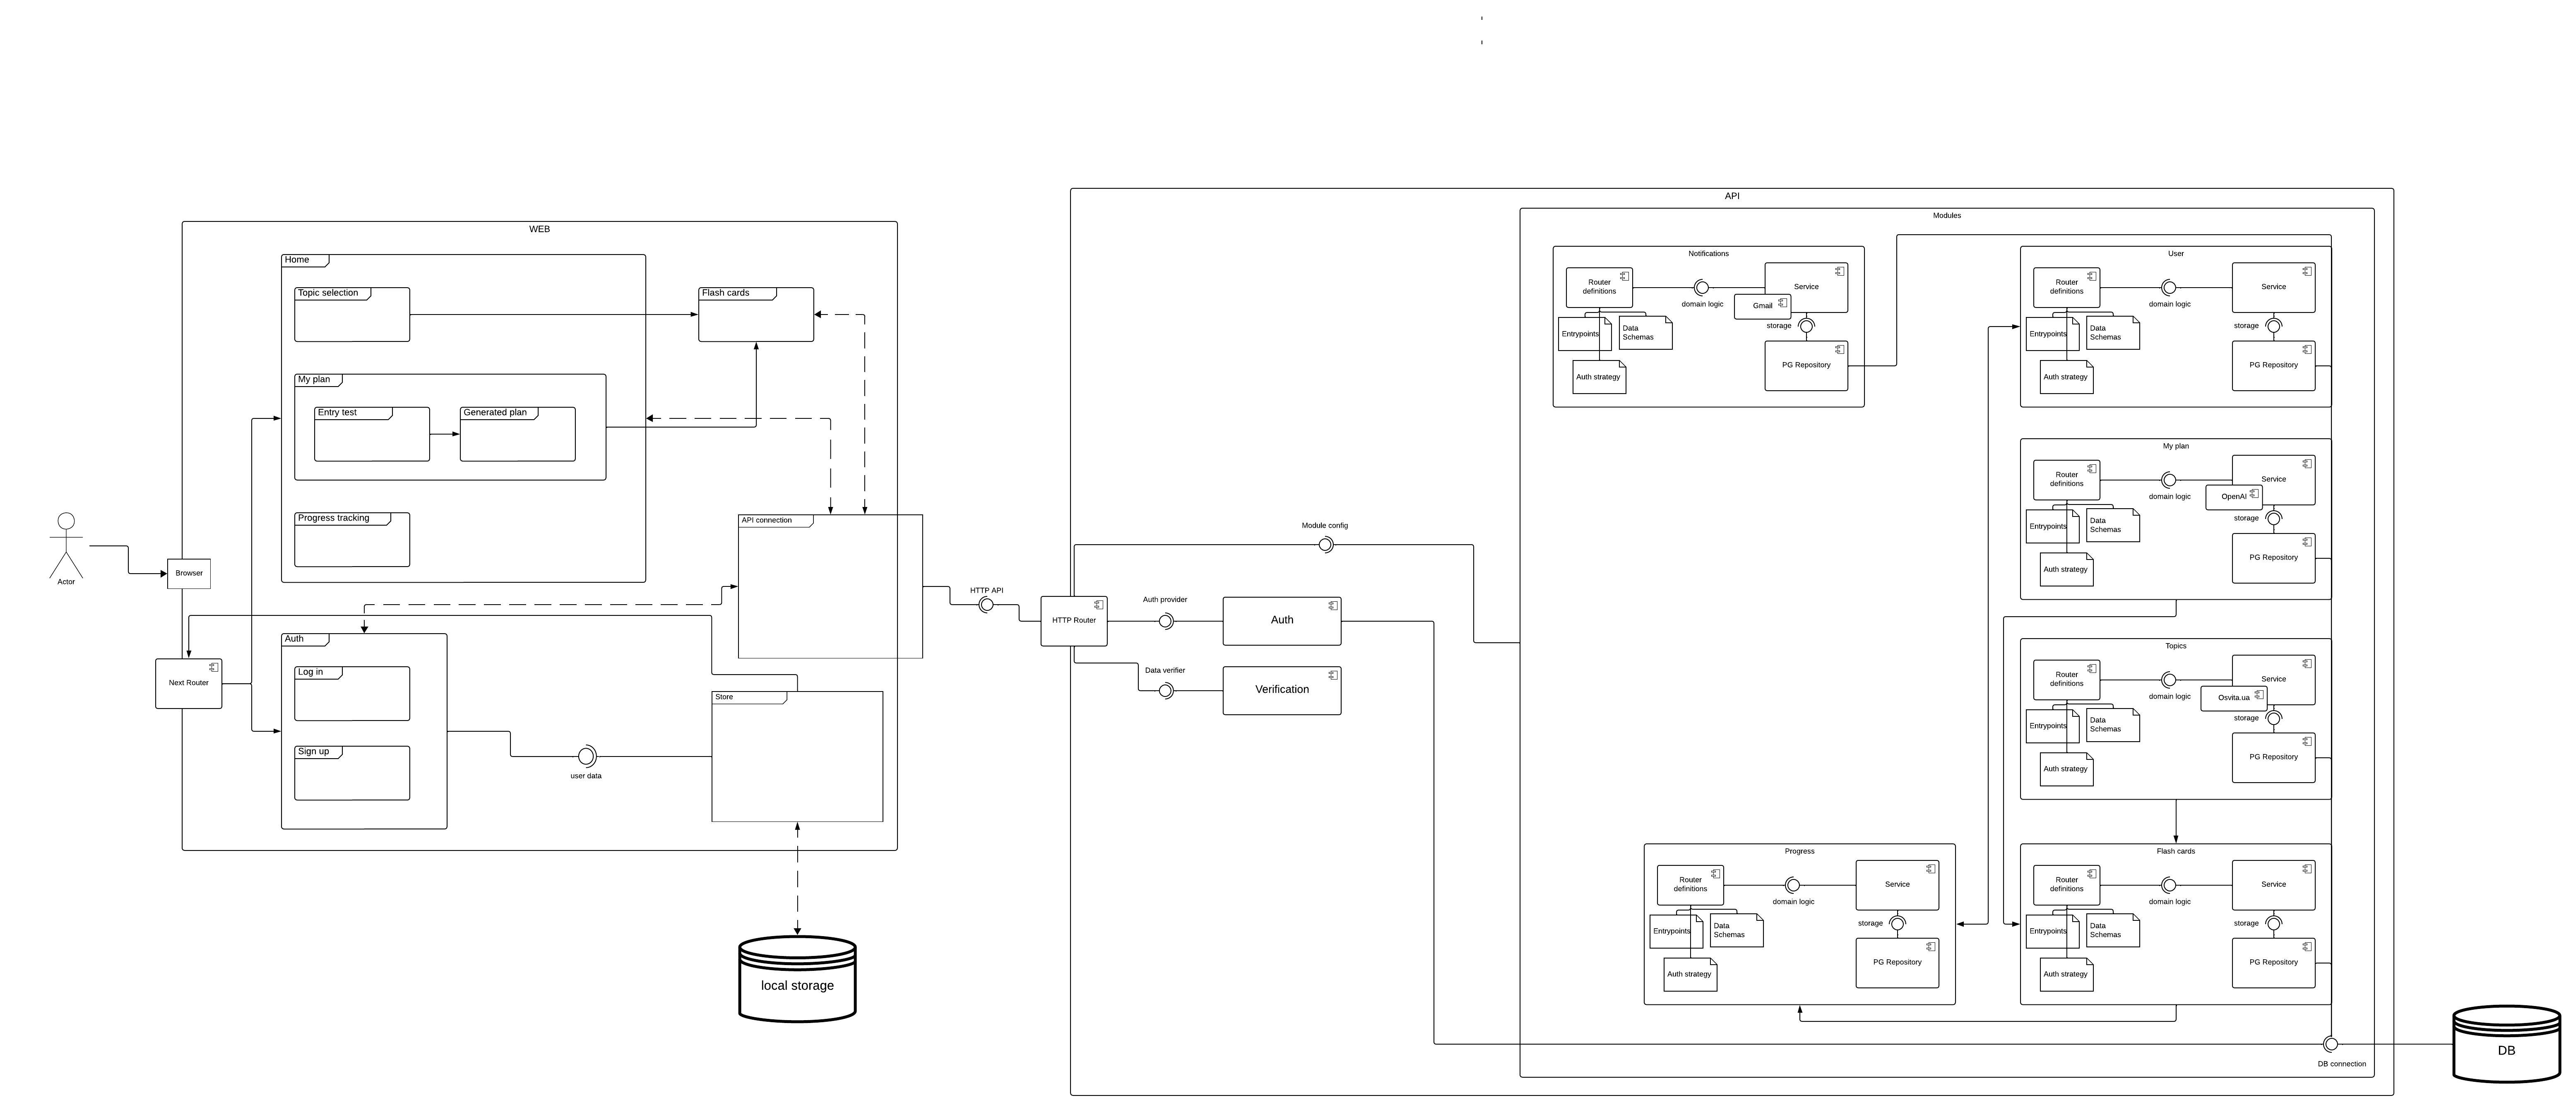 WEB
Home
Topic selection
Flash cards
My plan
Entry test
Generated plan
Progress tracking
API connection
Actor
Browser
Auth
Next Router
Log in
Sign up
Store
user data
local storage
HTTP API
API
HTTP Router
Module config
Auth provider
Auth
Data verifier
Verification
Modules
Notifications
Router
definitions
domain logic
Service
Gmail
storage
Entrypoints
Data
Schemas
Auth strategy
PG Repository
User
Router
definitions
domain logic
Service
storage
Entrypoints
Data
Schemas
Auth strategy
PG Repository
My plan
Router
definitions
domain logic
Service
OpenAI
storage
Entrypoints
Data
Schemas
Auth strategy
PG Repository
Topics
Router
definitions
domain logic
Service
Osvita.ua
storage
Entrypoints
Data
Schemas
Auth strategy
PG Repository
Progress
Router
definitions
domain logic
Service
storage
Entrypoints
Data
Schemas
Auth strategy
PG Repository
Flash cards
Router
definitions
domain logic
Service
storage
Entrypoints
Data
Schemas
Auth strategy
PG Repository
DB connection
DB